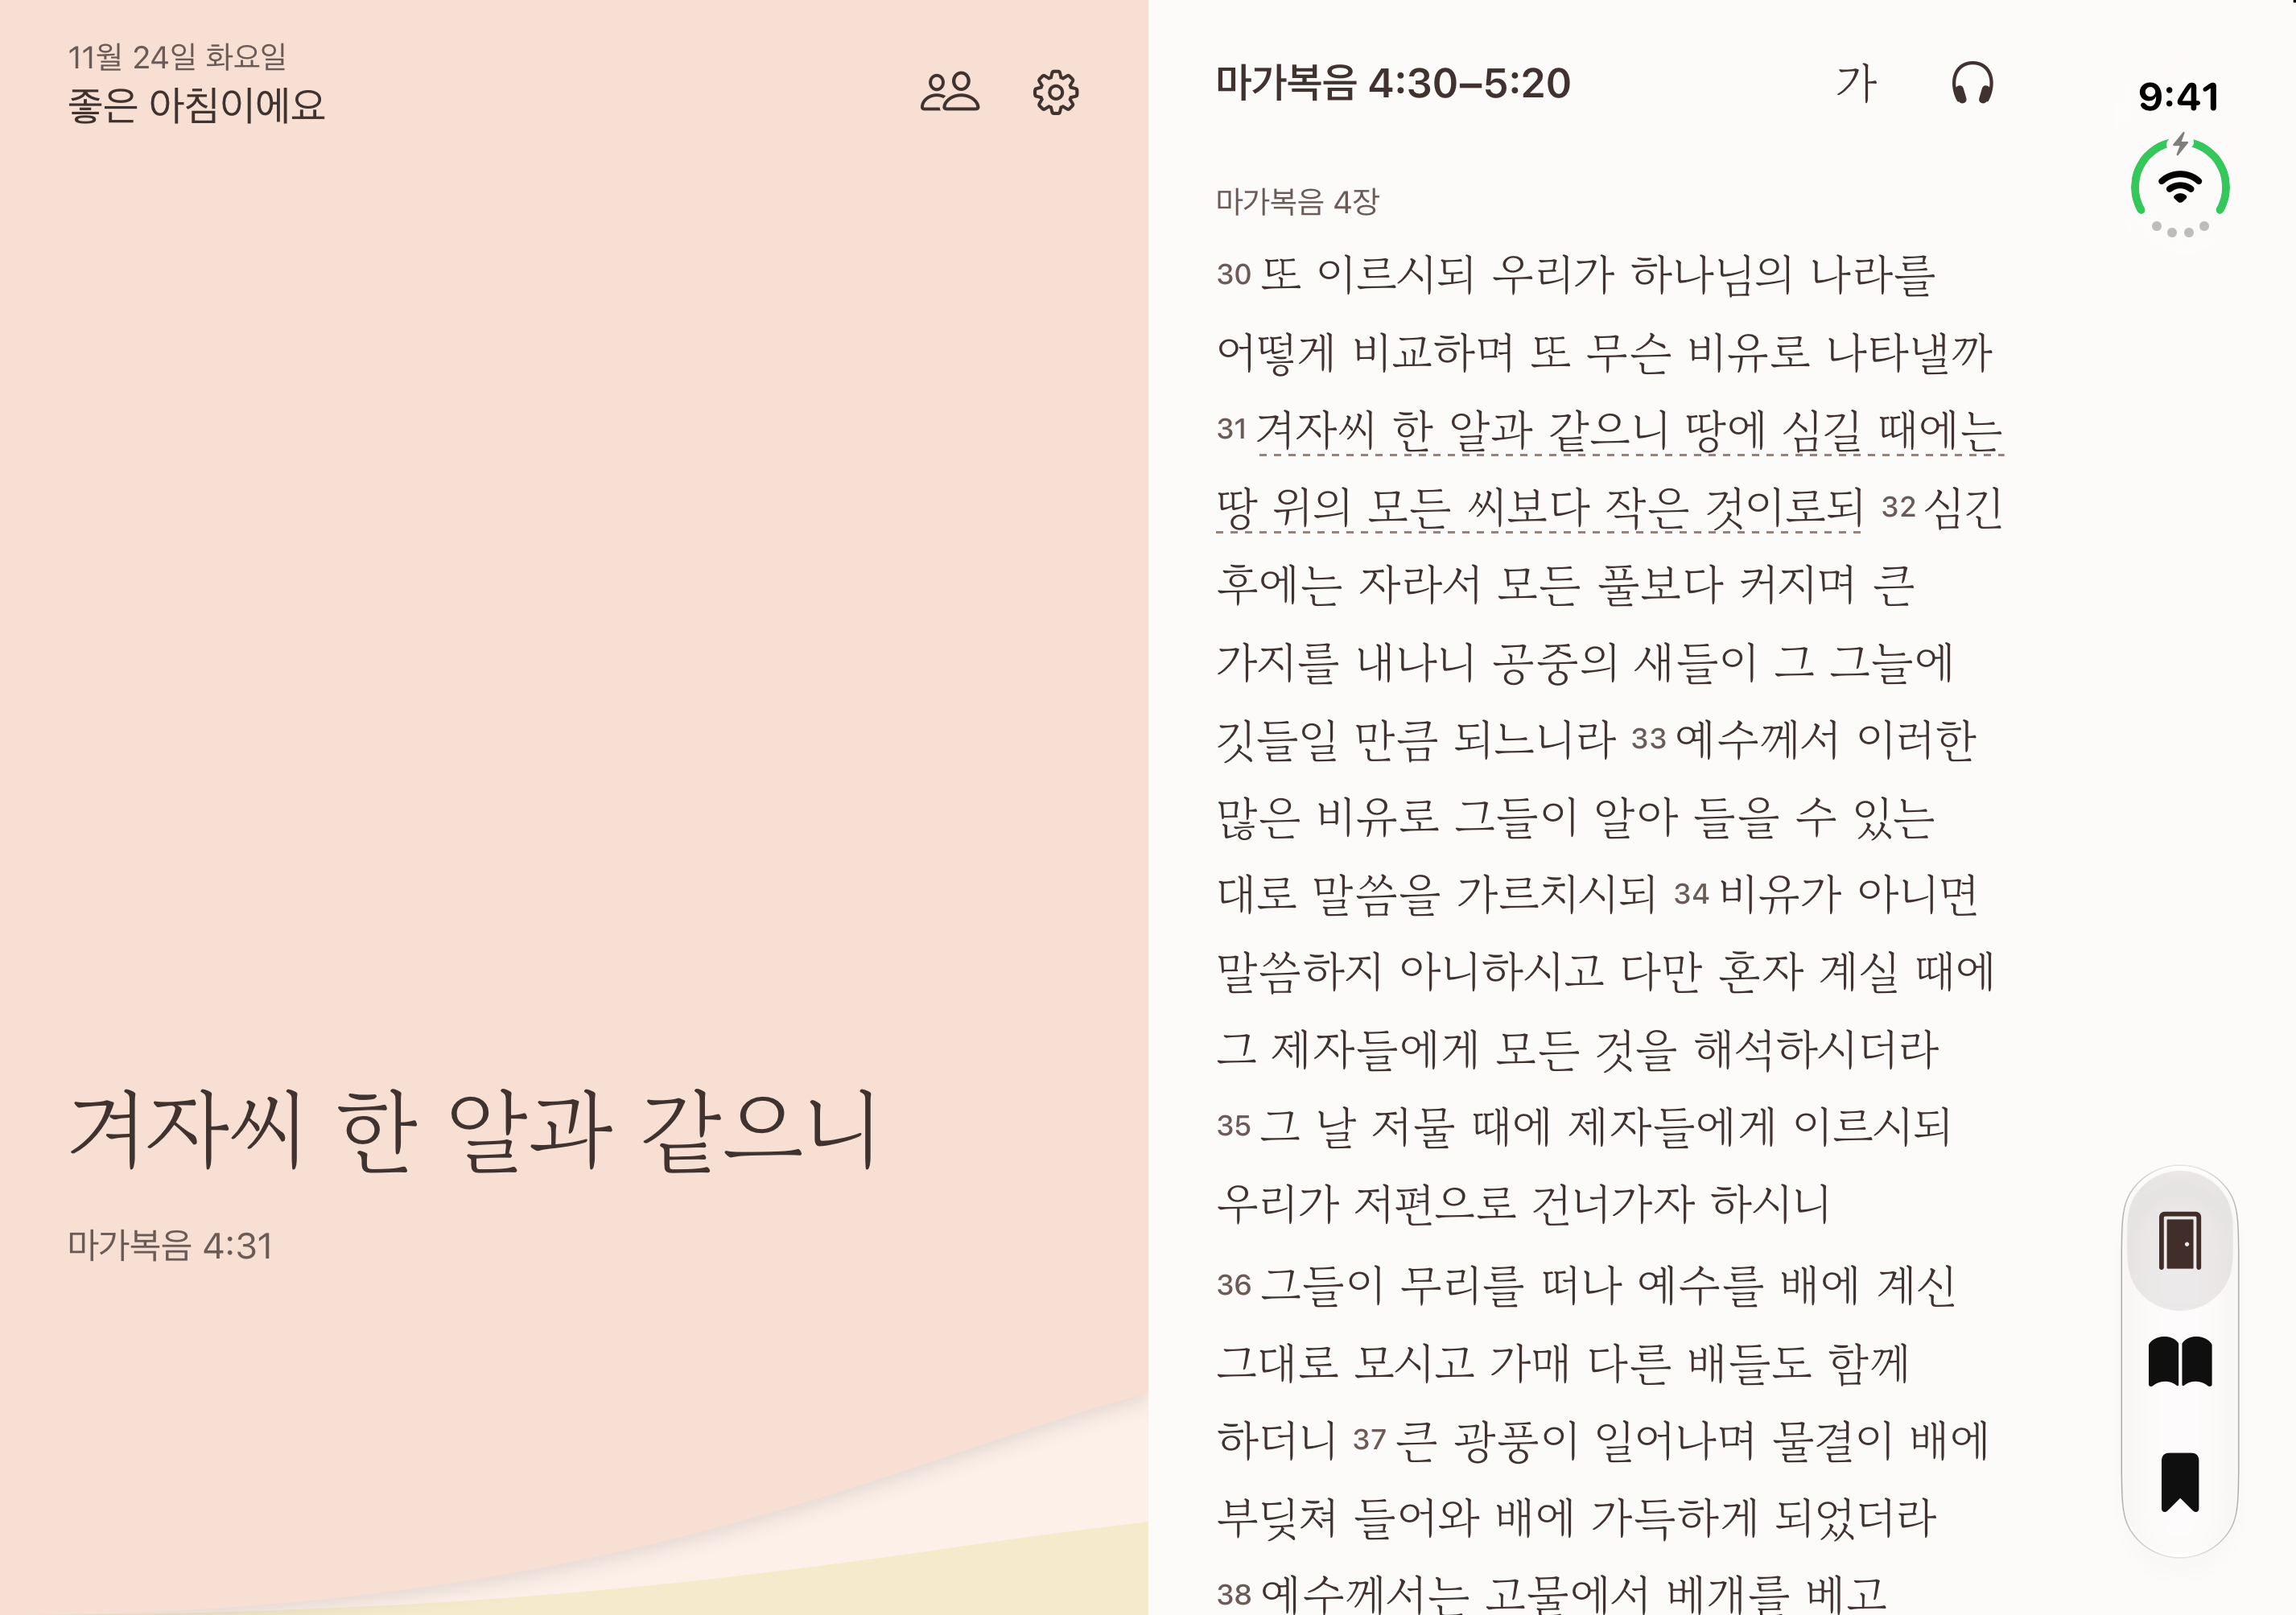 11월 24일 화요일
좋은 아침이에요
겨자씨 한 알과 같으니
마가복음 4:31
마가복음 4:30–5:20
가
9:41
마가복음 4장
30 또 이르시되 우리가 하나님의 나라를
어떻게 비교하며 또 무슨 비유로 나타낼까
31 겨자씨 한 알과 같으니 땅에 심길 때에는
땅 위의 모든 씨보다 작은 것이로되 32 심긴
후에는 자라서 모든 풀보다 커지며 큰
가지를 내나니 공중의 새들이 그 그늘에
깃들일 만큼 되느니라 33 예수께서 이러한
많은 비유로 그들이 알아 들을 수 있는
대로 말씀을 가르치시되 34 비유가 아니면
말씀하지 아니하시고 다만 혼자 계실 때에
그 제자들에게 모든 것을 해석하시더라
35 그 날 저물 때에 제자들에게 이르시되
우리가 저편으로 건너가자 하시니
36 그들이 무리를 떠나 예수를 배에 계신
그대로 모시고 가매 다른 배들도 함께
하더니 37 큰 광풍이 일어나며 물결이 배에
부딪쳐 들어와 배에 가득하게 되었더라
38 예수께서는 고물에서 베개를 베고